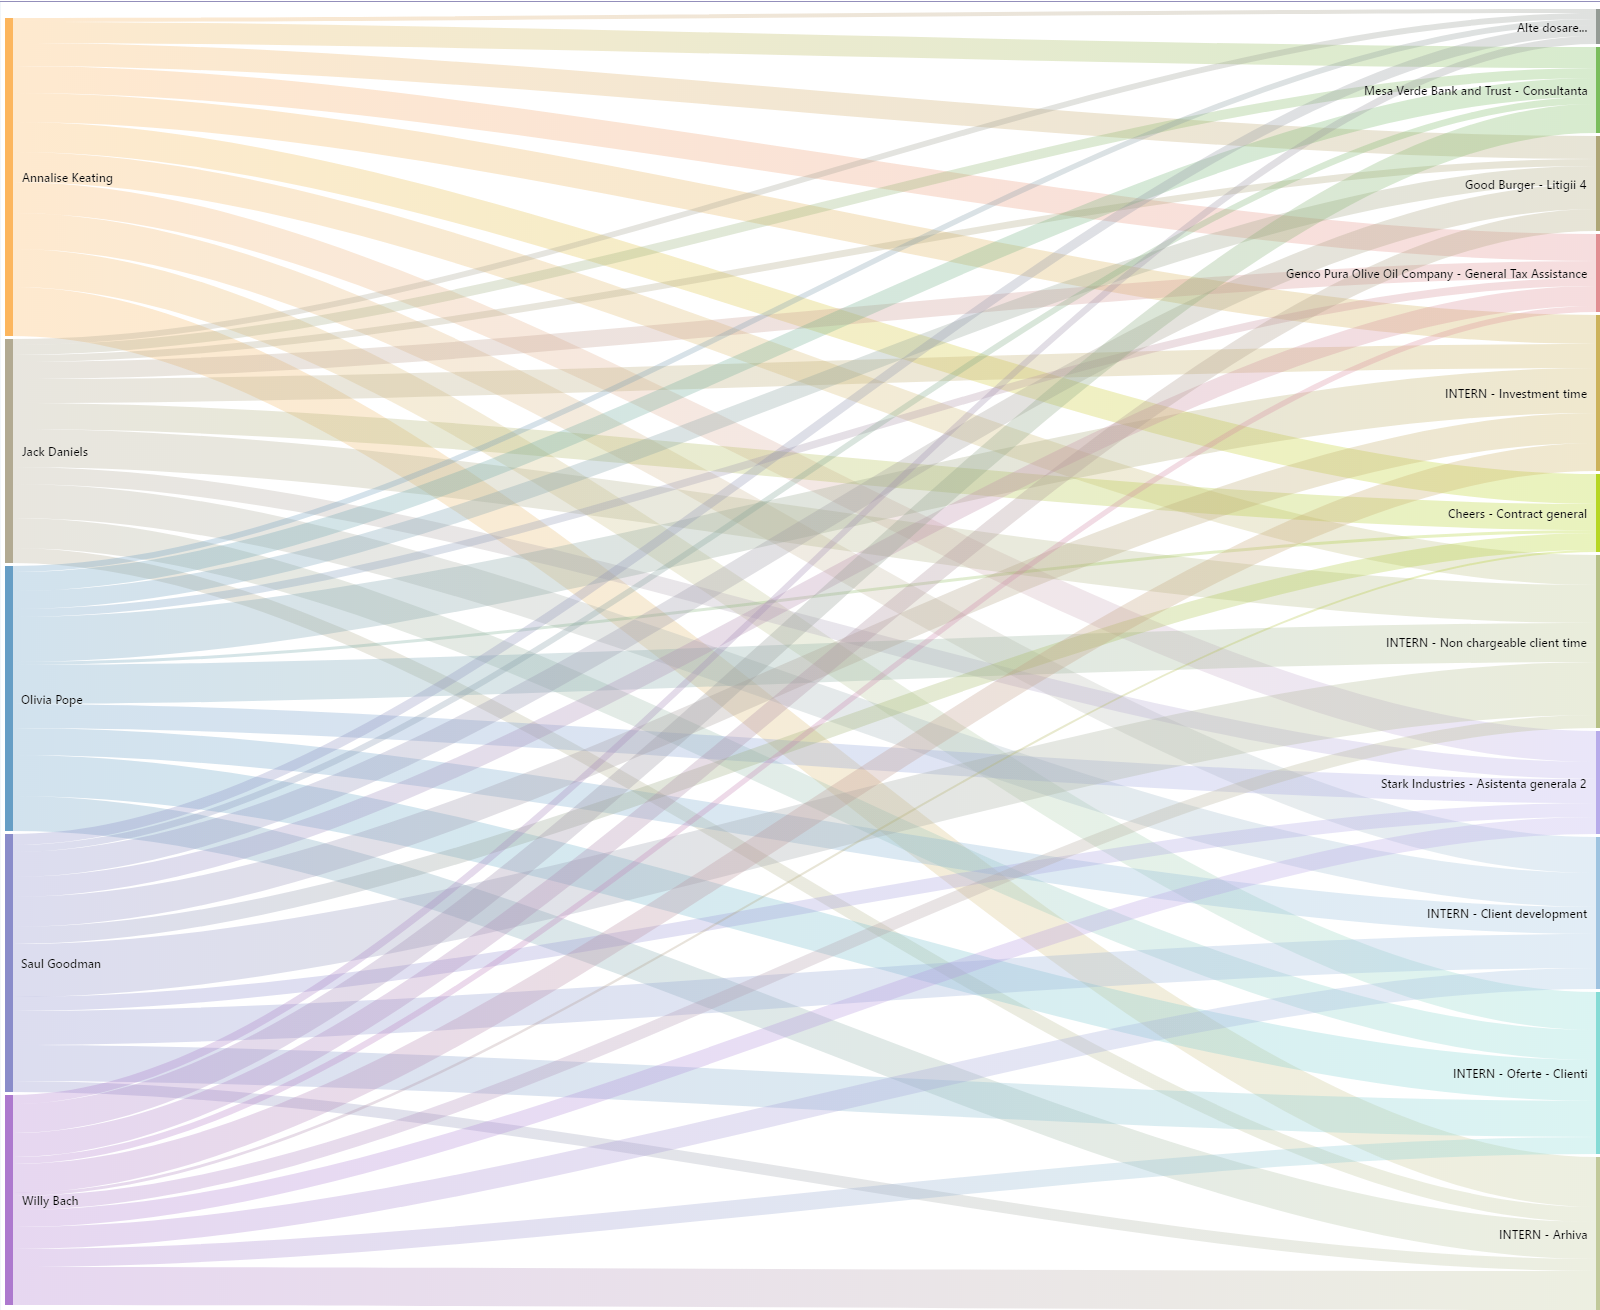 Annalise Keating
Jack Daniels
Olivia Pope
Saul Goodman
Willy Bach
Alte dosare...
Mesa Verde Bank and Trust - Consultanta
Good Burger - Litigii 4
Genco Pura Olive Oil Company - General Tax Assistance
INTERN - Investment time
Cheers - Contract general
INTERN - Non chargeable client time
Stark Industries - Asistenta generala 2
INTERN - Client development
INTERN - Oferte - Clienti
INTERN - Arhiva